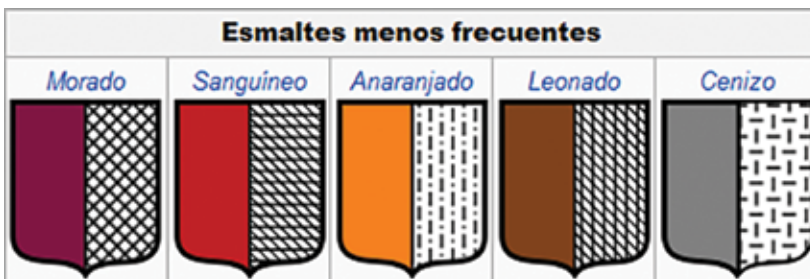 Esmaltes menos frecuentes
Morado Sanguíneo Anaranjado Leonado Cenizo